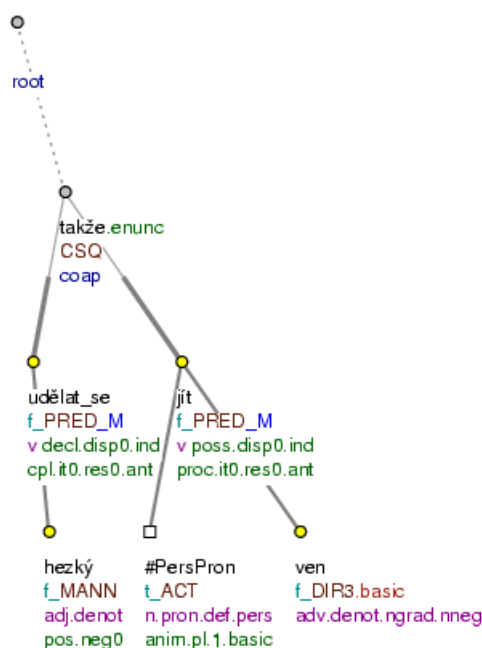 root
takže.enunc
CSQ
coap
udělat_se
f_PRED_M
v decl.disp0.ind
cpl.it0.res0.ant
jít
f_PRED_M
v poss.disp0.ind
proc.it0.res0.ant
hezký
f_MANN
adj.denot
pos.neg0
#PersPron
t_ACT
n.pron.def.pers
anim.pl.1.basic
ven
f_DIR3.basic
adv.denot.ngrad.nneg